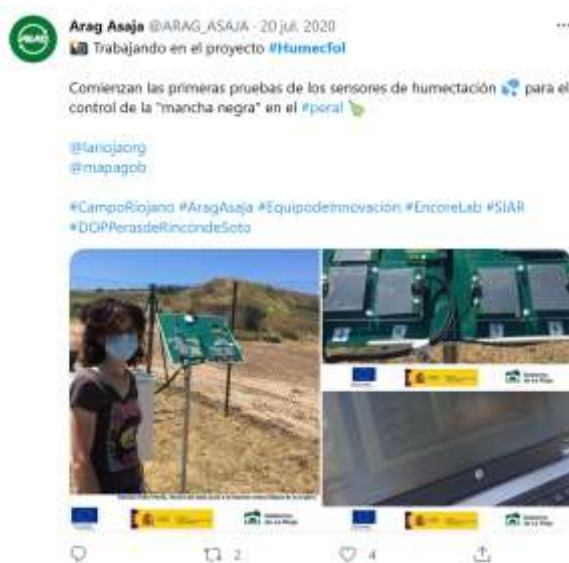 Arag Asaja @ARAG_ASAJA · 20 jul. 2020
Trabajando en el proyecto #Humecfol
Comienzan las primeras pruebas de los sensores de humectación para el
control de la "mancha negra" en el #peral
@lariojaorg
@mapagob
#CampoRiojano #AragAsaja #EquipodeInnovación #EncoreLab #SIAR
#DOPPerasdeRincóndeSoto
2
4